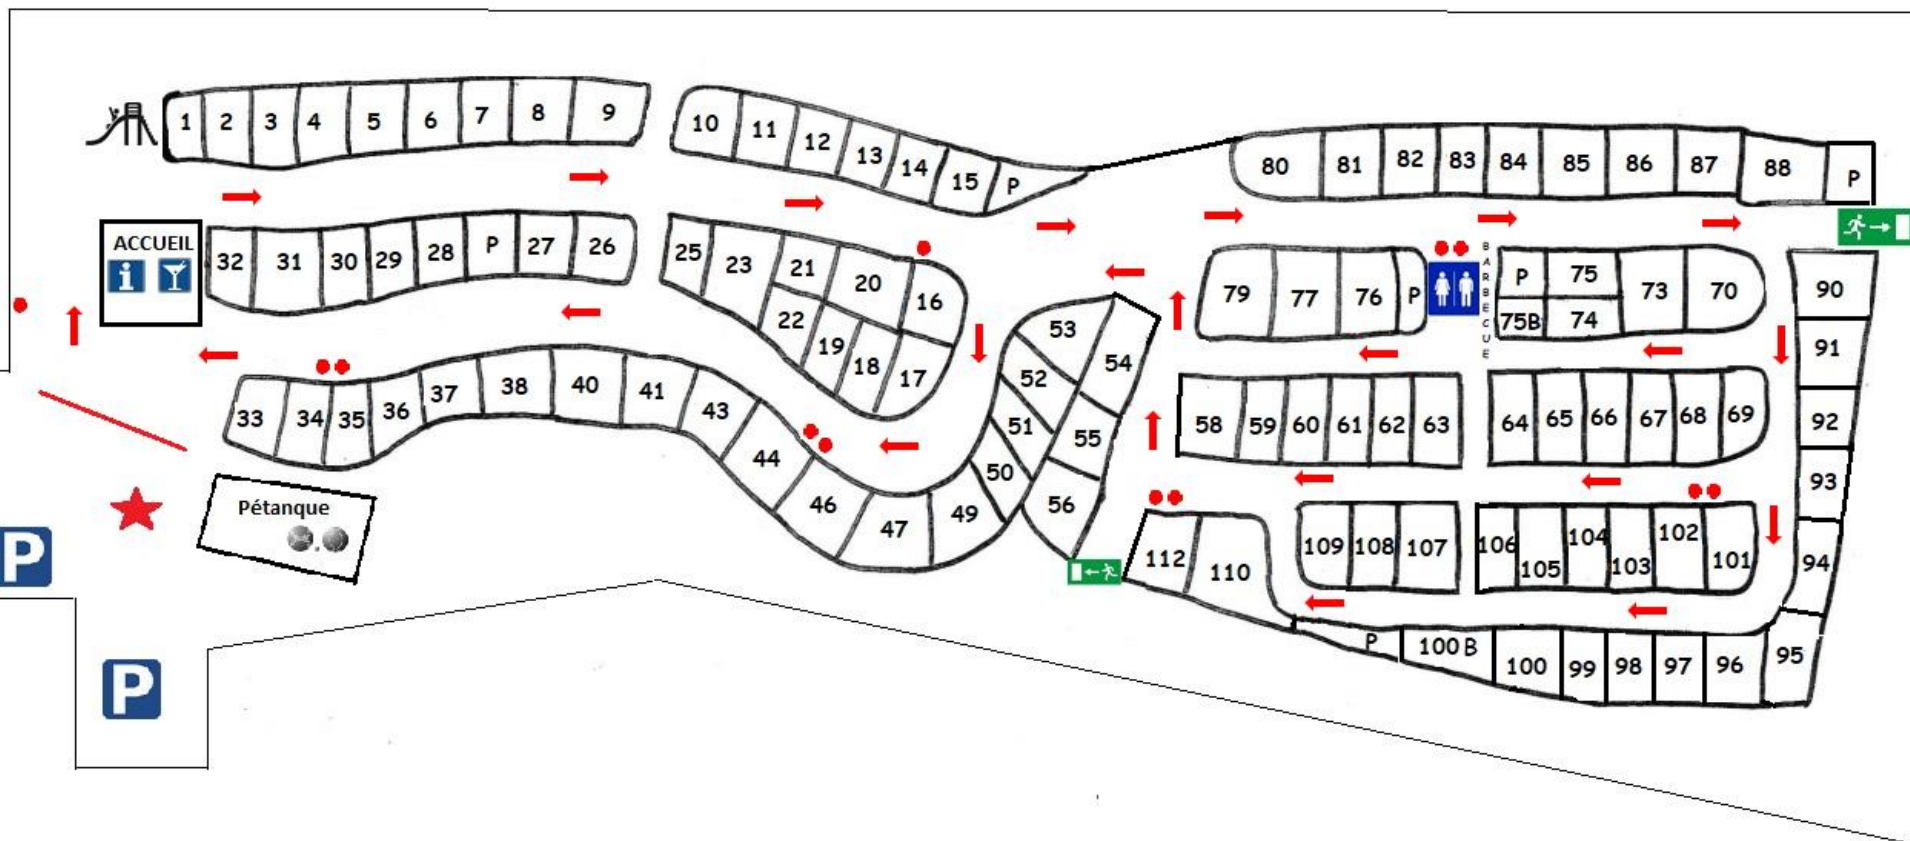 1 2 3 4 5 6 7 8 9
10 11 12 13 14 15 P
80 81 82 83 84 85 86 87 88 P
ACCUEIL
i
32 31 30 29 28 P 27 26
25 23 21 20 16
22 19 18 17
79 77 76 P
BARBECUE
P 75 73 70
75B 74
90
91
92
93
94
95
33 34 35 36 37 38 40 41 43
44 46 47 49 50 51 52 53
54
55
56
58 59 60 61 62 63
64 65 66 67 68 69
Pétanque
P
P
112 110
109 108 107
106 105 104 103 102 101
P 100B 100 99 98 97 96